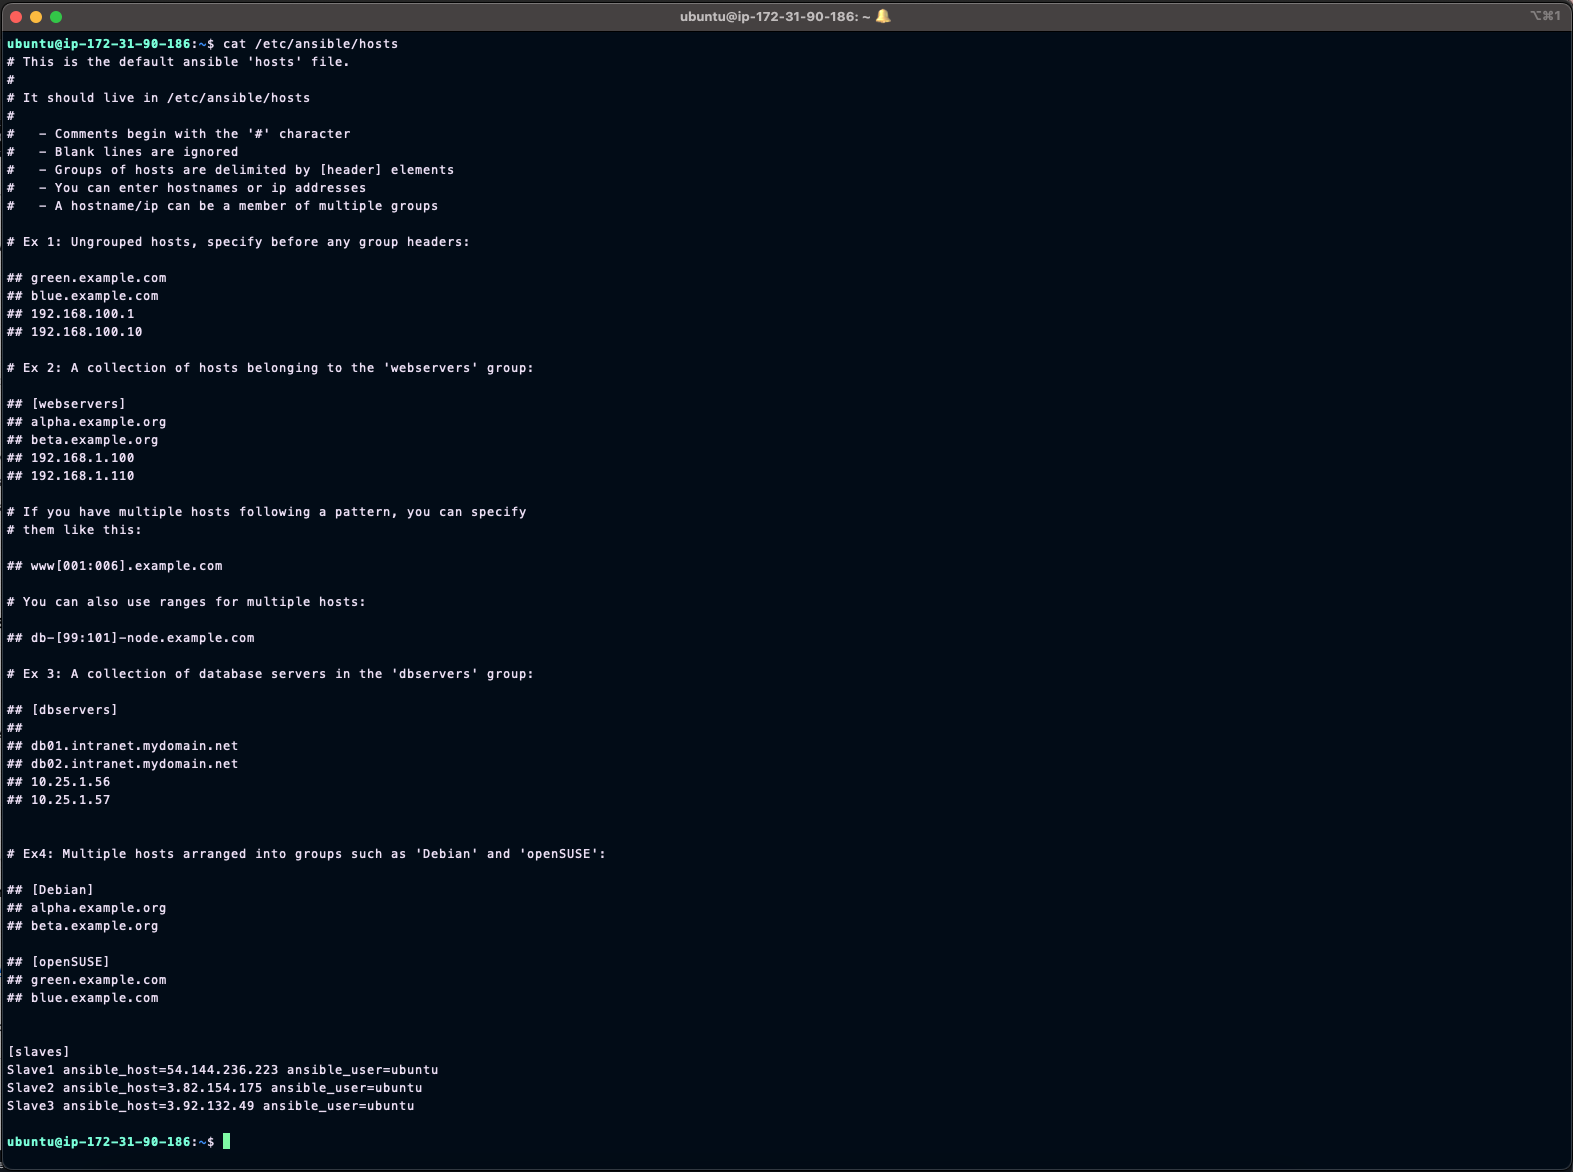 ubuntu@ip-172-31-90-186: ~ 🔔
⌥⌘1
ubuntu@ip-172-31-90-186:~$ cat /etc/ansible/hosts
# This is the default ansible 'hosts' file.
#
# It should live in /etc/ansible/hosts
#
#   - Comments begin with the '#' character
#   - Blank lines are ignored
#   - Groups of hosts are delimited by [header] elements
#   - You can enter hostnames or ip addresses
#   - A hostname/ip can be a member of multiple groups

# Ex 1: Ungrouped hosts, specify before any group headers:

## green.example.com
## blue.example.com
## 192.168.100.1
## 192.168.100.10

# Ex 2: A collection of hosts belonging to the 'webservers' group:

## [webservers]
## alpha.example.org
## beta.example.org
## 192.168.1.100
## 192.168.1.110

# If you have multiple hosts following a pattern, you can specify
# them like this:

## www[001:006].example.com

# You can also use ranges for multiple hosts:

## db-[99:101]-node.example.com

# Ex 3: A collection of database servers in the 'dbservers' group:

## [dbservers]
##
## db01.intranet.mydomain.net
## db02.intranet.mydomain.net
## 10.25.1.56
## 10.25.1.57

# Ex4: Multiple hosts arranged into groups such as 'Debian' and 'openSUSE':

## [Debian]
## alpha.example.org
## beta.example.org

## [openSUSE]
## green.example.com
## blue.example.com

[slaves]
Slave1 ansible_host=54.144.236.223 ansible_user=ubuntu
Slave2 ansible_host=3.82.154.175 ansible_user=ubuntu
Slave3 ansible_host=3.92.132.49 ansible_user=ubuntu

ubuntu@ip-172-31-90-186:~$